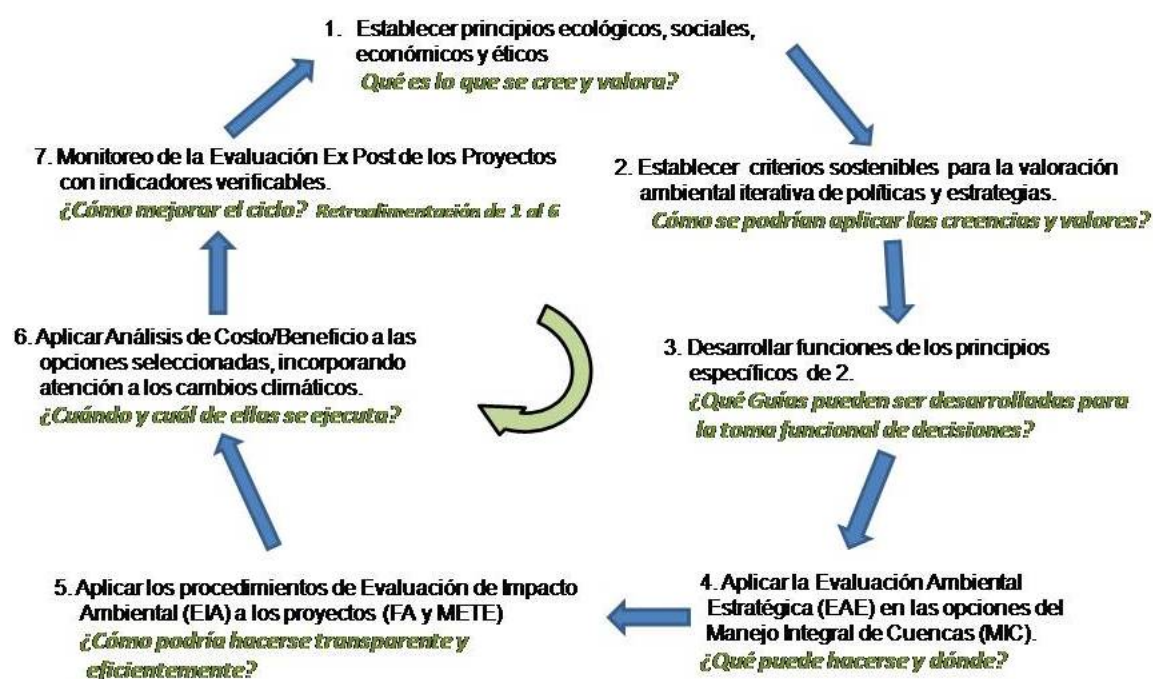 1. Establecer principios ecológicos, sociales,
económicos y éticos
Qué es lo que se cree y valora?
2. Establecer criterios sostenibles para la valoración
ambiental iterativa de políticas y estrategias.
Cómo se podrían aplicar las creencias y valores?
3. Desarrollar funciones de los principios
específicos de 2.
¿Qué Guías pueden ser desarrolladas para
la toma funcional de decisiones?
4. Aplicar la Evaluación Ambiental
Estratégica (EAE) en las opciones del
Manejo Integral de Cuencas (MIC).
¿Qué puede hacerse y dónde?
5. Aplicar los procedimientos de Evaluación de Impacto
Ambiental (EIA) a los proyectos (FA y METE)
¿Cómo podría hacerse transparente y
eficientemente?
6. Aplicar Análisis de Costo/Beneficio a las
opciones seleccionadas, incorporando
atención a los cambios climáticos.
¿Cuándo y cuál de ellas se ejecuta?
7. Monitoreo de la Evaluación Ex Post de los Proyectos
con indicadores verificables.
¿Cómo mejorar el ciclo? Retroalimentación de 1 al 6